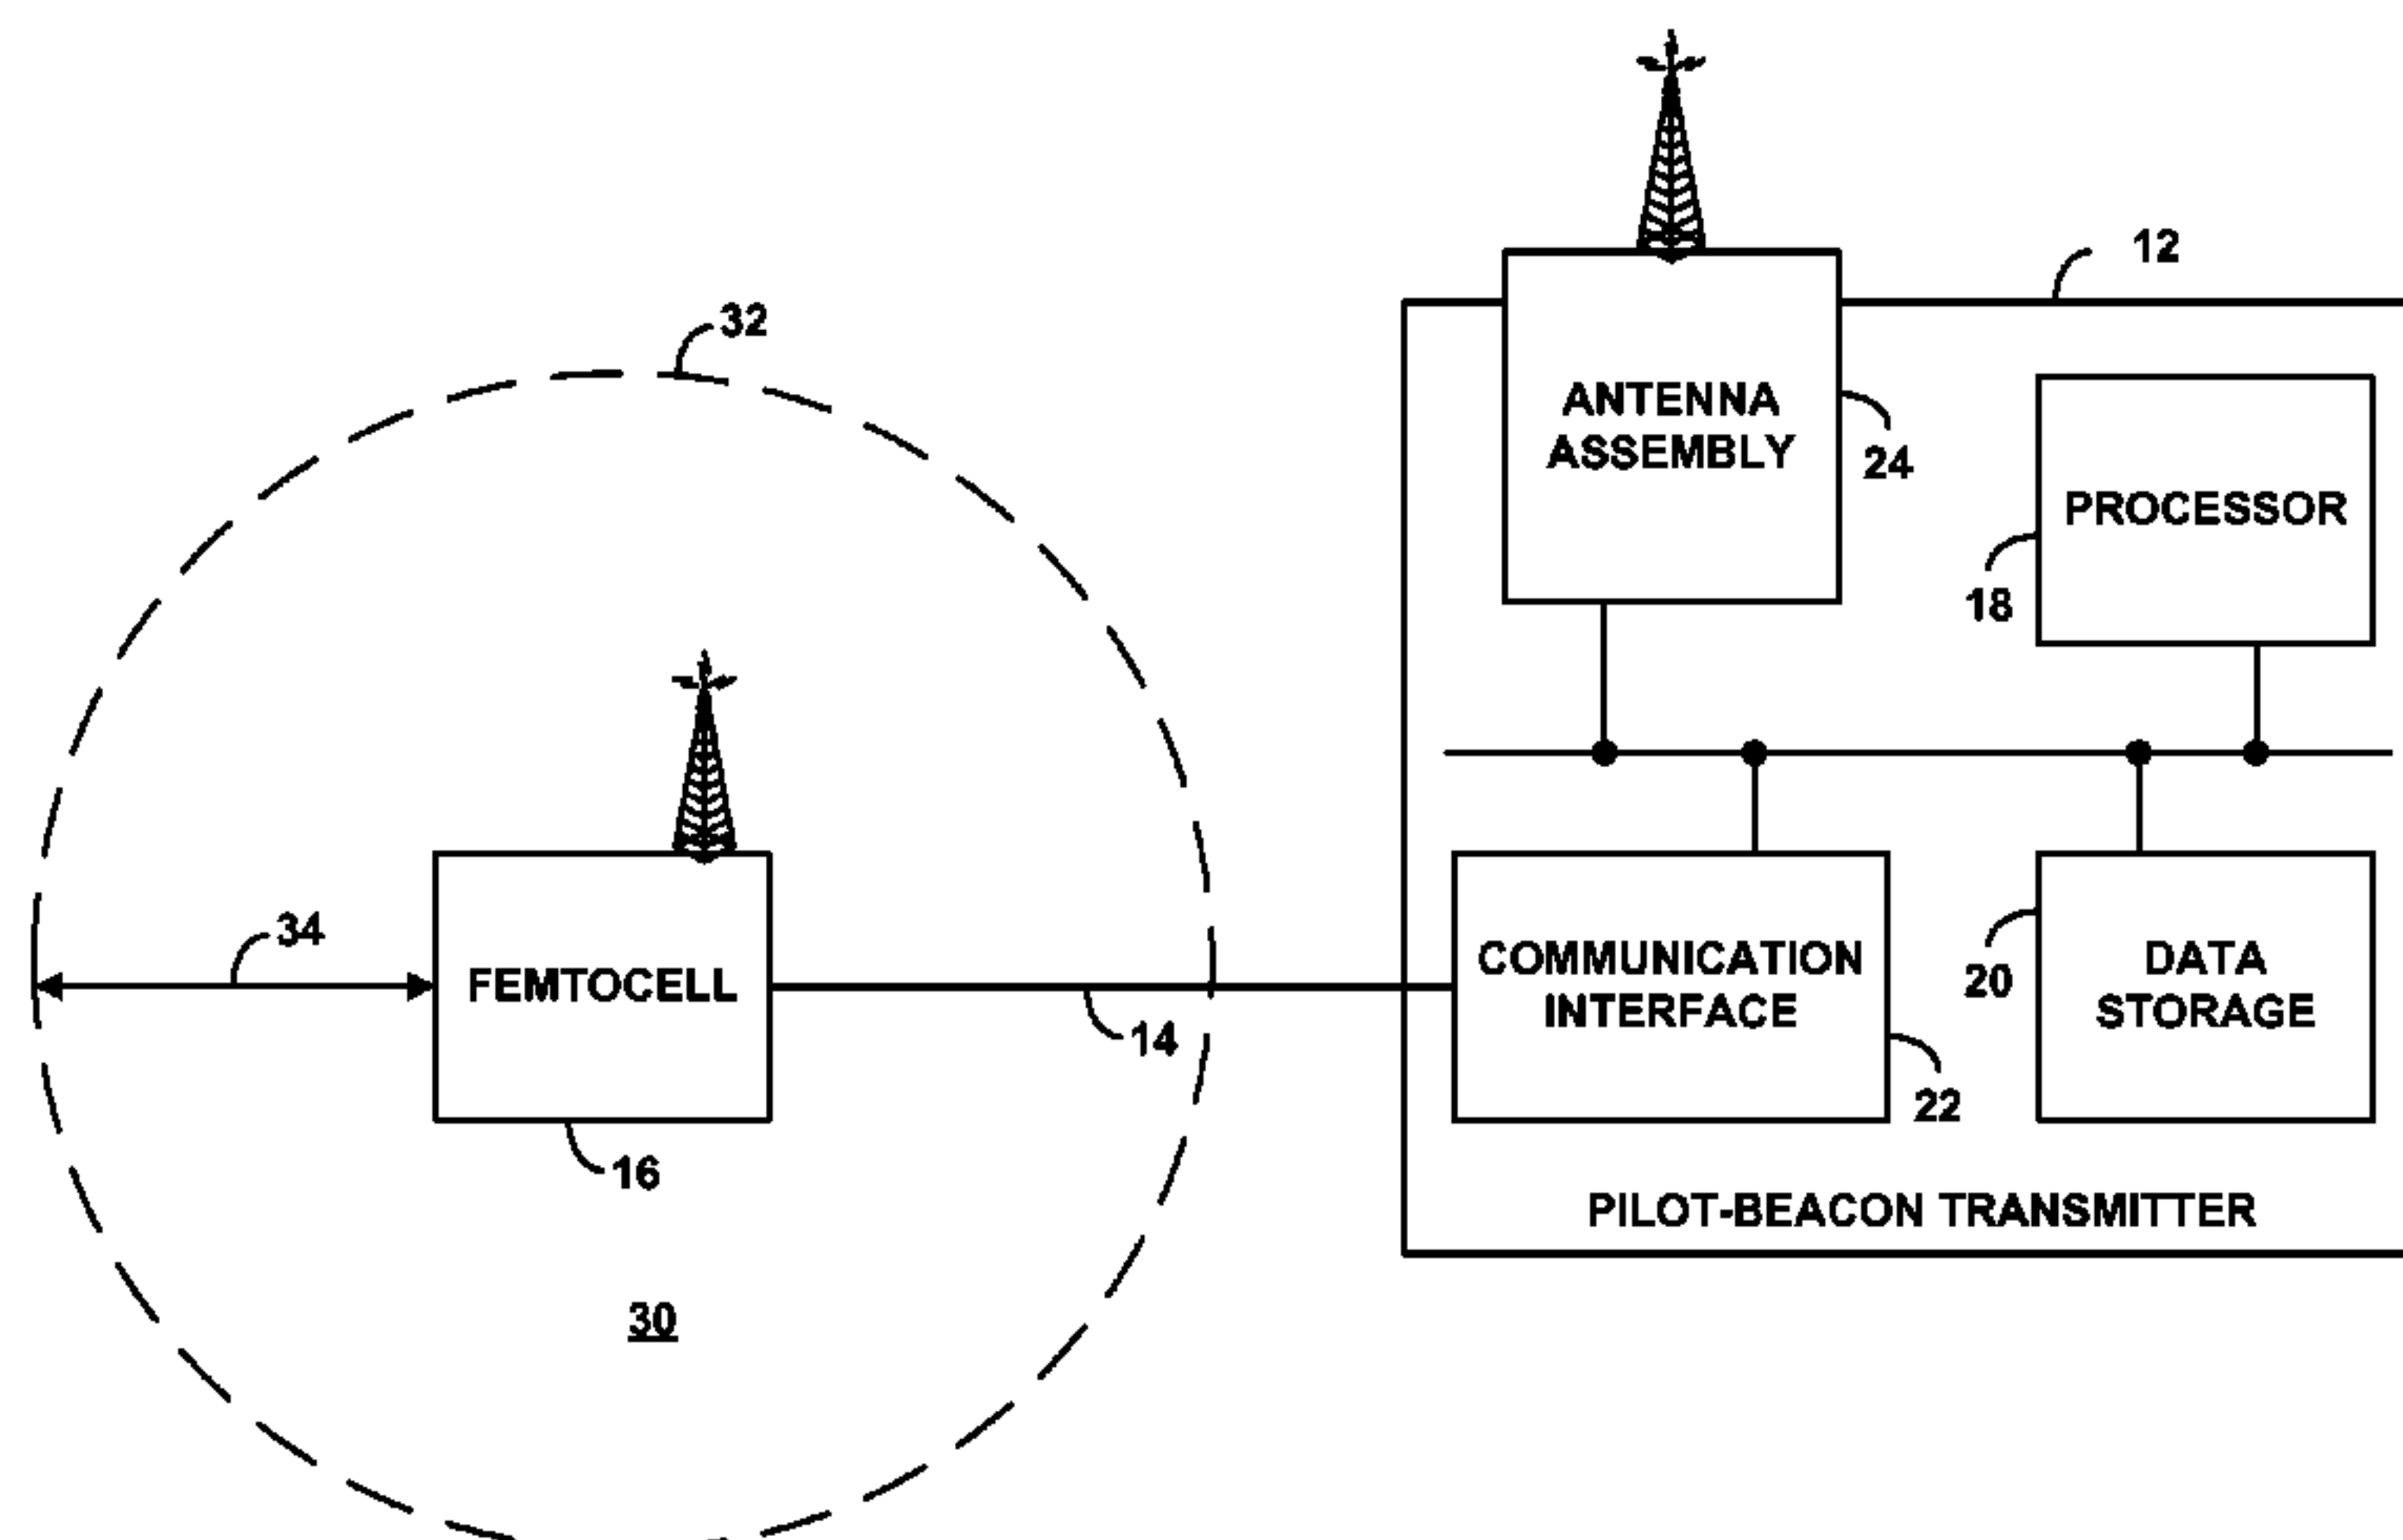 12
32
ANTENNA
ASSEMBLY
24
PROCESSOR
18
34
FEMTOCELL
14
16
COMMUNICATION
INTERFACE
22
20
DATA
STORAGE
PILOT-BEACON TRANSMITTER
30